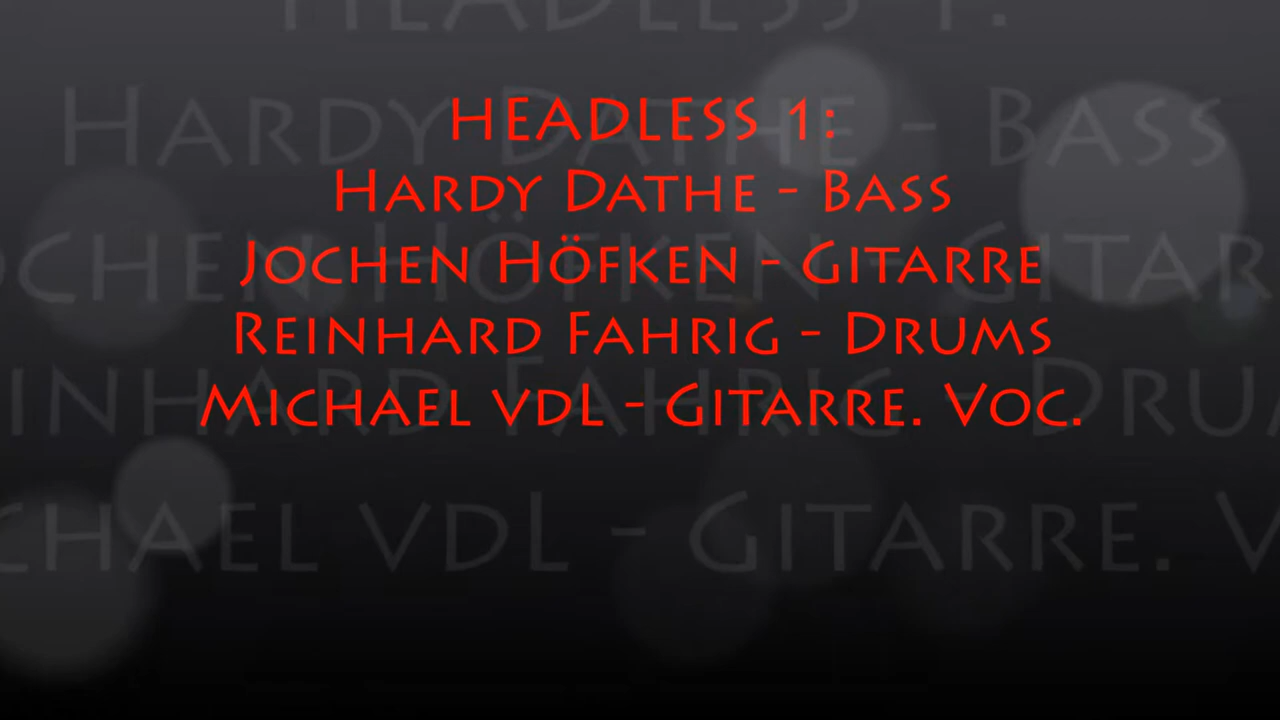 HEADLESS 1:
Hardy Dathe - Bass
Jochen Höfken - Gitarre
Reinhard Fahrig - Drums
Michael vdL - Gitarre. Voc.